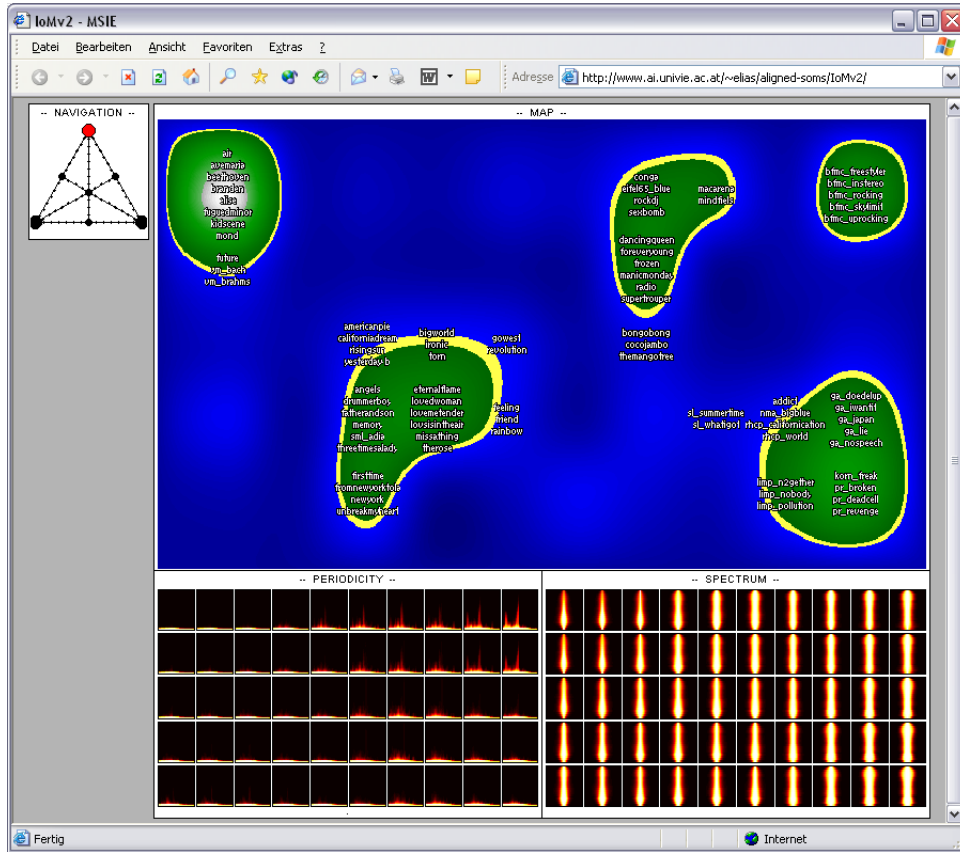 IoMv2 - MSIE
Datei Bearbeiten Ansicht Favoriten Extras ?
Adresse http://www.ai.univie.ac.at/~elias/aligned-soms/IoMv2/
-- NAVIGATION --
-- MAP --
air
avemaria
beethoven
branden
elise
fuguedminor
kidscene
mond
future
vm_bach
vm_brahms
conga
eifel65_blue
rockdj
sexbomb
macarena
mindfiels
dancingqueen
foreveryoung
frozen
manicmonday
radio
supertrouper
bongobong
cocojambo
themangotree
bfmc_freestyler
bfmc_instereo
bfmc_rocking
bfmc_skylimit
bfmc_uprocking
americanpie
californiadream
risingsun
yesterday-b
bigworld
ironic
torn
gowest
revolution
angels
drummerboy
fatherandson
memory
sml_adia
threetimesalady
eternalflame
lovedwoman
lovemetender
lovsisintheair
missathing
therose
feeling
friend
rainbow
firsttime
fromnewyorktola
newyork
unbreakmyheart
sl_summertime
sl_whatigot
addict
nma_bigblue
rhcp_californication
rhcp_world
ga_doedelup
ga_iwantit
ga_japan
ga_lie
ga_nospeech
limp_n2gether
limp_nobody
limp_pollution
korn_freak
pr_broken
pr_deadcell
pr_revenge
-- PERIODICITY --
-- SPECTRUM --
Fertig
Internet